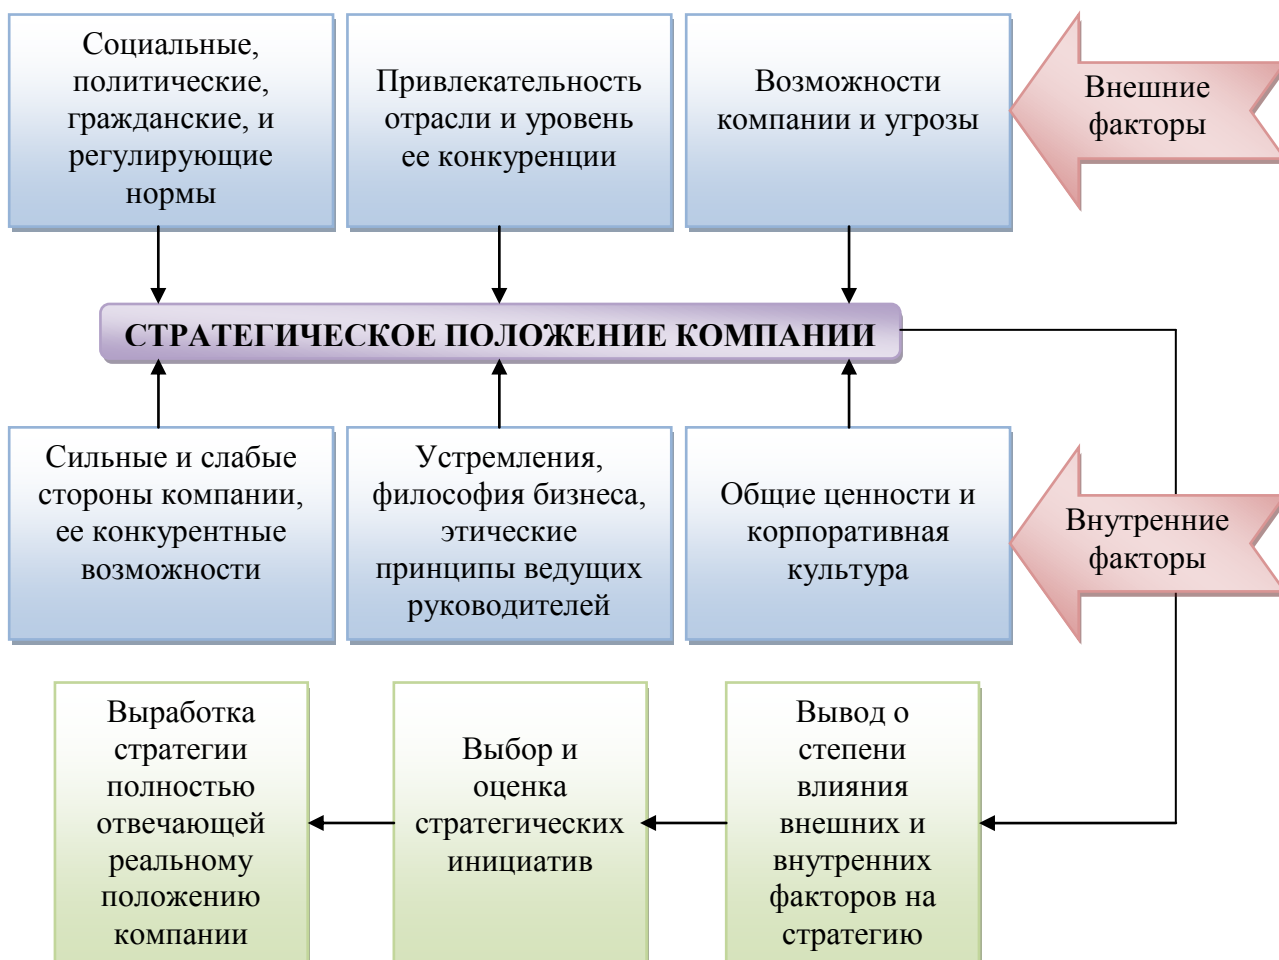 Социальные,
политические,
гражданские, и
регулирующие
нормы
Привлекательность
отрасли и уровень
ее конкуренции
Возможности
компании и угрозы
Внешние
факторы
СТРАТЕГИЧЕСКОЕ ПОЛОЖЕНИЕ КОМПАНИИ
Сильные и слабые
стороны компании,
ее конкурентные
возможности
Устремления,
философия бизнеса,
этические
принципы ведущих
руководителей
Общие ценности и
корпоративная
культура
Внутренние
факторы
Выработка
стратегии
полностью
отвечающей
реальному
положению
компании
Выбор и
оценка
стратегических
инициатив
Вывод о
степени
влияния
внешних и
внутренних
факторов на
стратегию